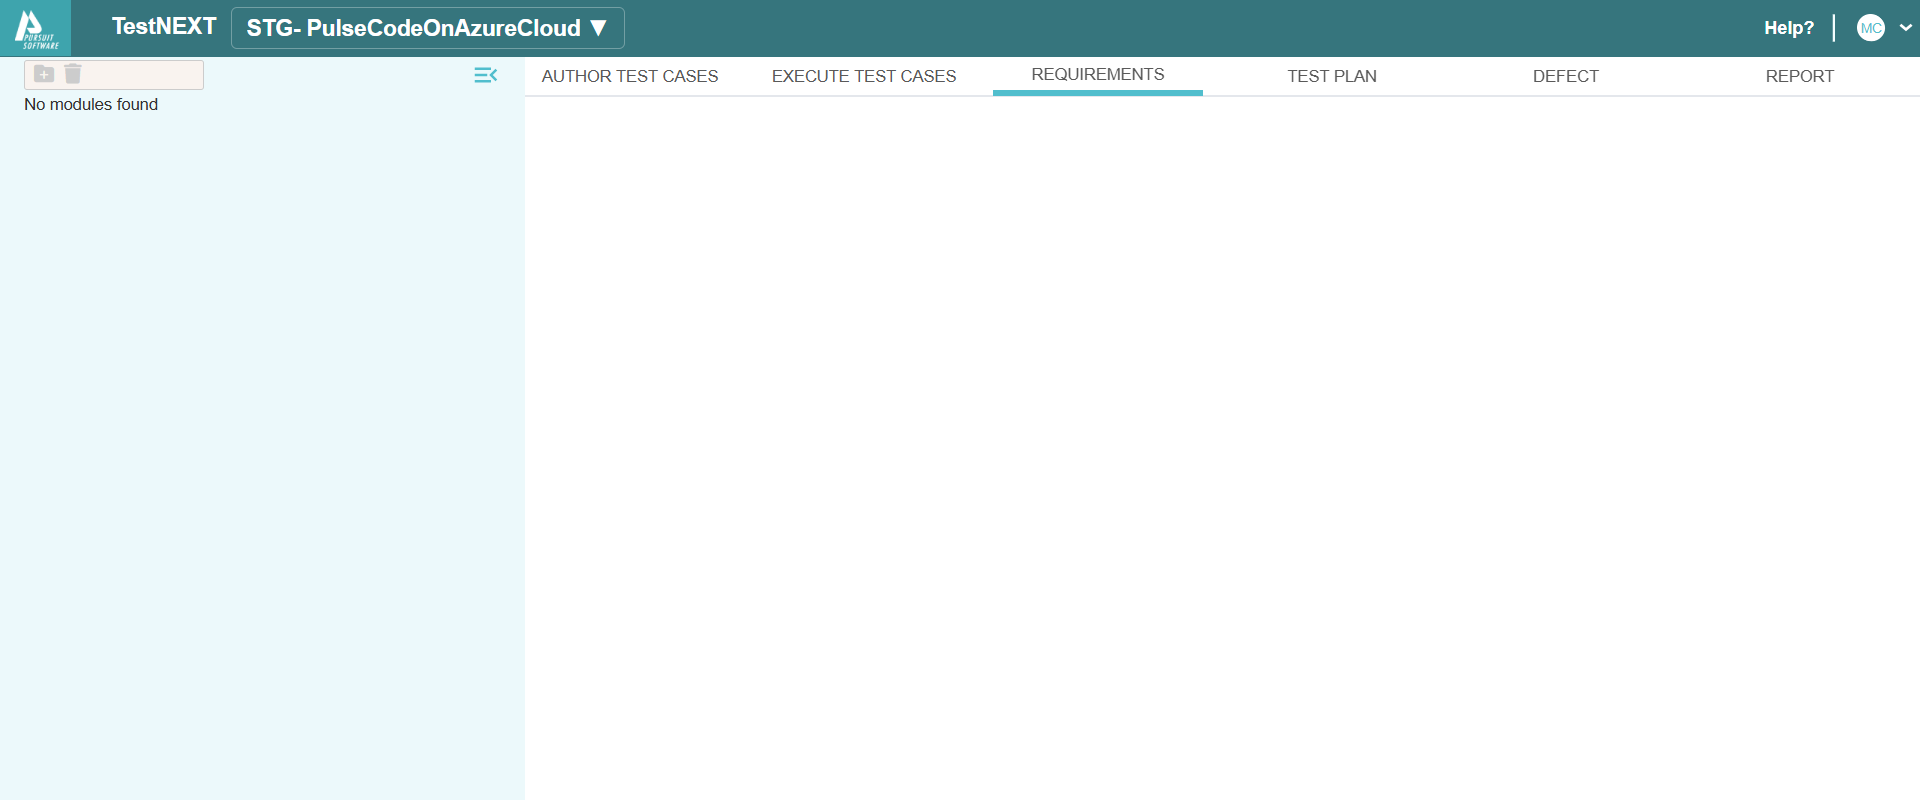 PURSUIT
SOFTWARE
TestNEXT
STG- PulseCodeOnAzureCloud ▼
Help?
MC
No modules found
AUTHOR TEST CASES
EXECUTE TEST CASES
REQUIREMENTS
TEST PLAN
DEFECT
REPORT